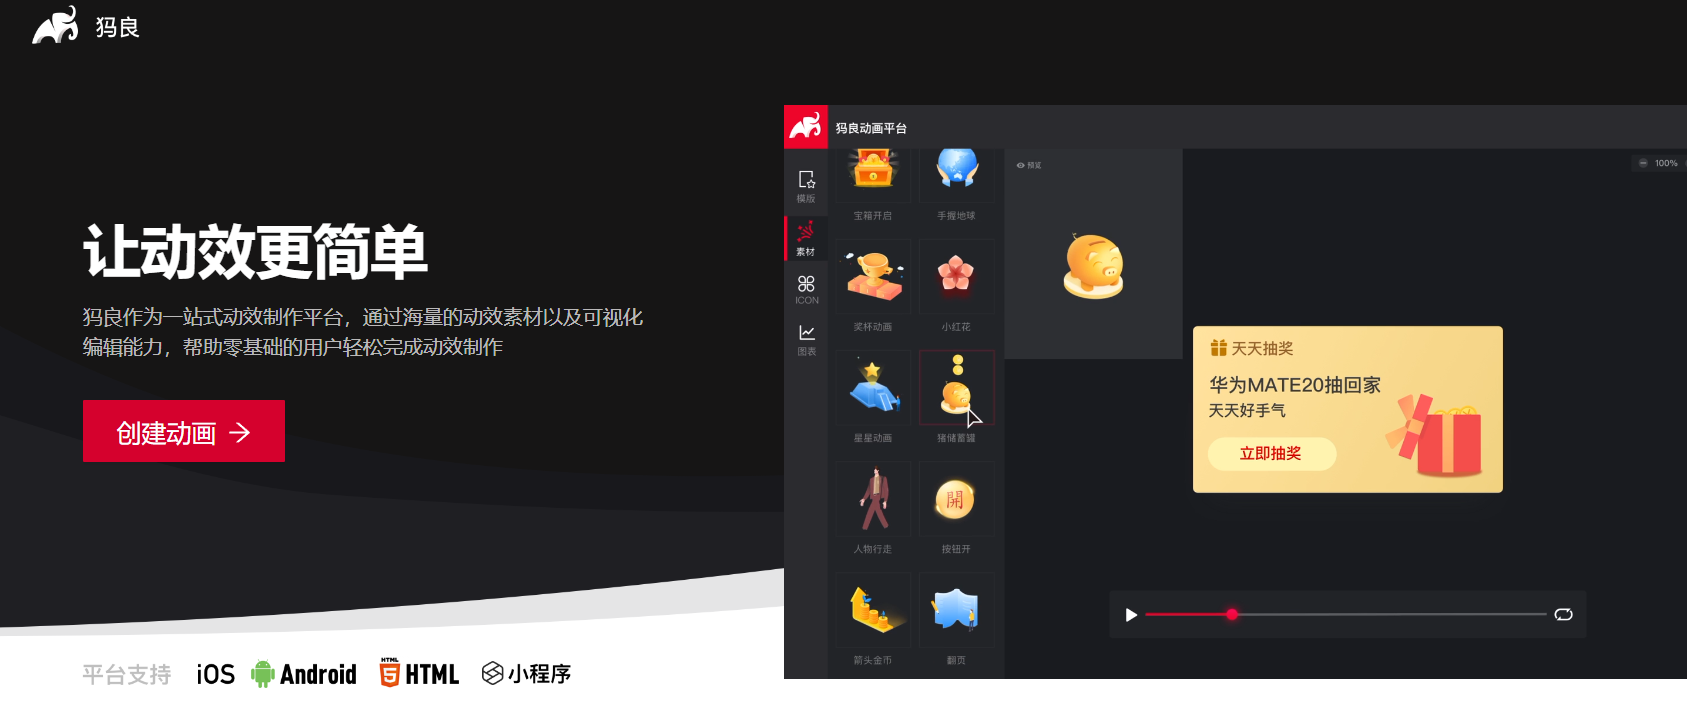 犸良
让动效更简单
犸良作为一站式动效制作平台，通过海量的动效素材以及可视化
编辑能力，帮助零基础的用户轻松完成动效制作
创建动画
平台支持 iOS Android HTML HTML 小程序
犸良动画平台
模版
素材
ICON
图表
宝箱开启 手握地球
奖杯动画 小红花
星星动画 猪储蓄罐
開
人物行走 按钮开
箭头金币 翻页
预览
100%
天天抽奖
华为MATE20抽回家
天天好手气
立即抽奖